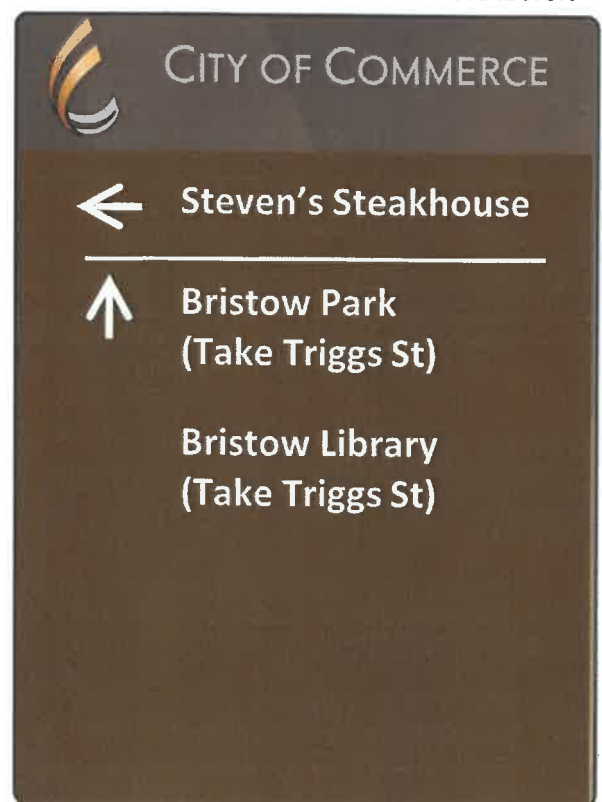 CITY OF COMMERCE
← Steven's Steakhouse
↑ Bristow Park
(Take Triggs St)
Bristow Library
(Take Triggs St)